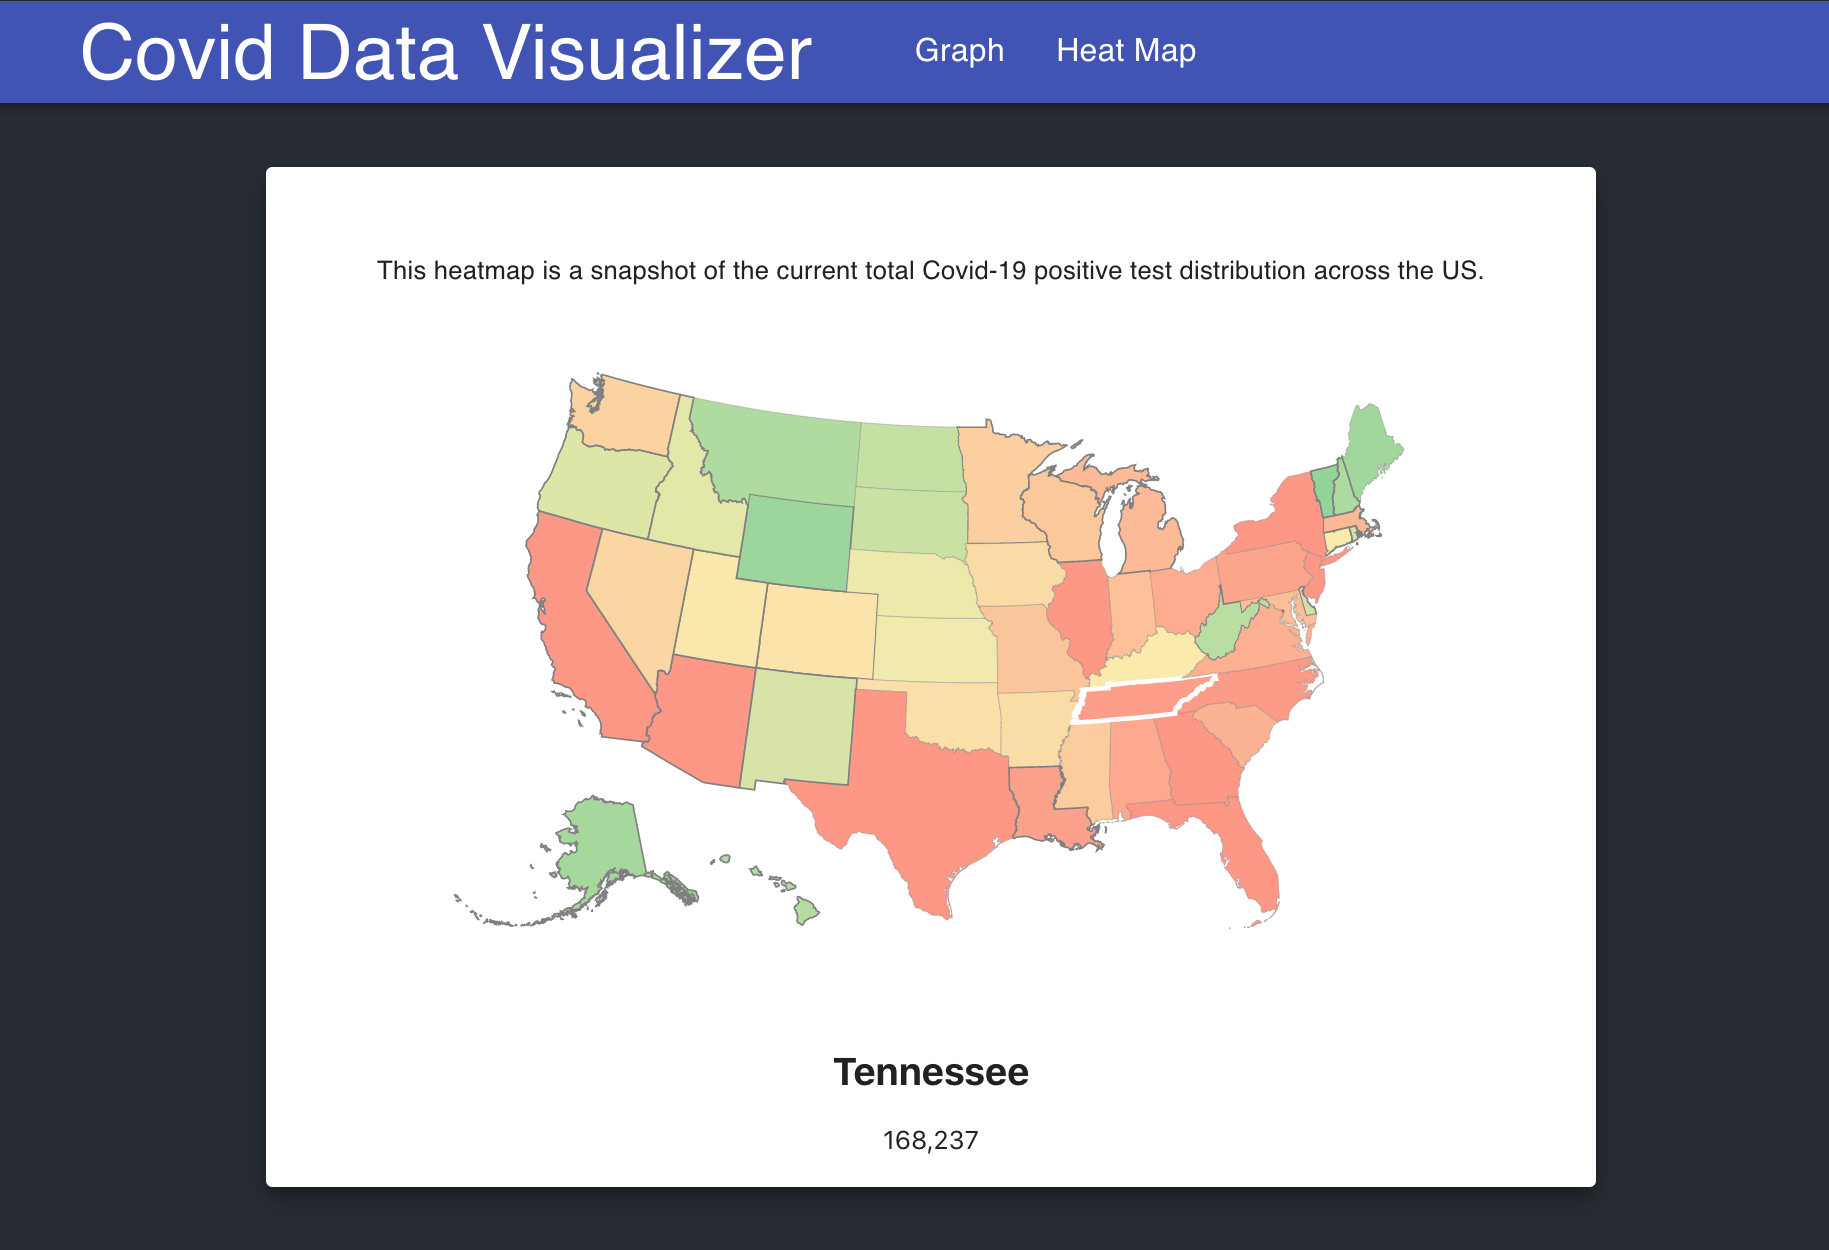 Covid Data Visualizer
Graph
Heat Map
This heatmap is a snapshot of the current total Covid-19 positive test distribution across the US.
Tennessee
168,237